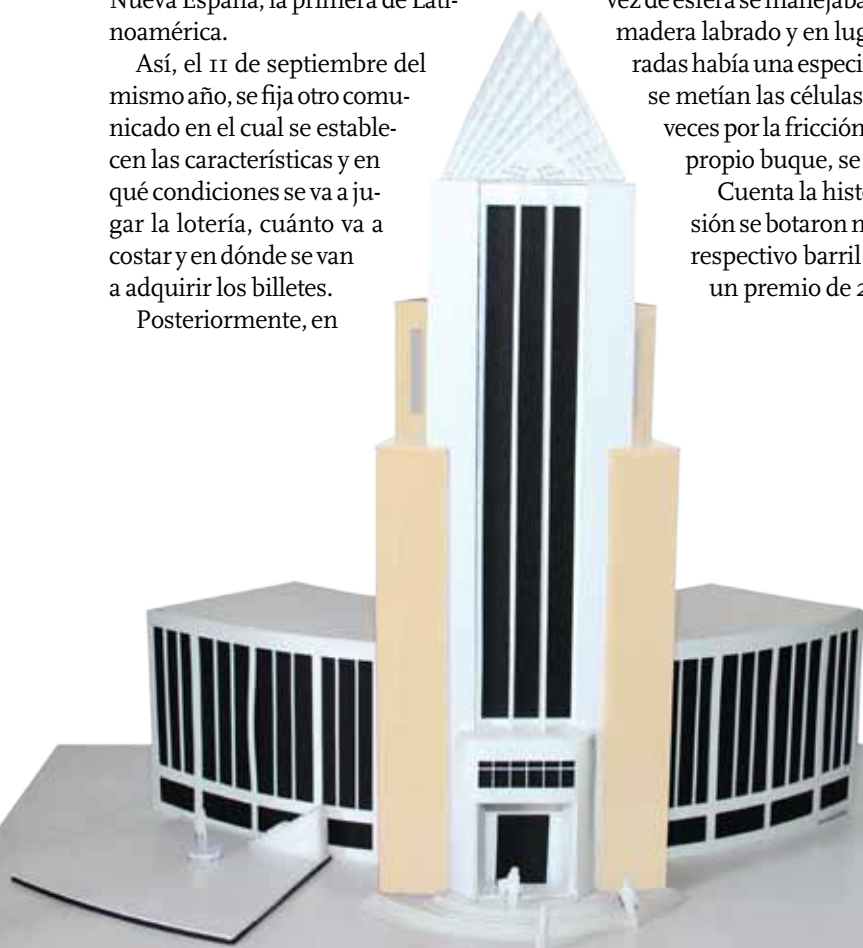 Nueva España, la primera de Lati-
noamérica.
Así, el 11 de septiembre del
mismo año, se fija otro comu-
nicado en el cual se estable-
cen las características y en
qué condiciones se va a ju-
gar la lotería, cuánto va a
costar y en dónde se van
a adquirir los billetes.
Posteriormente, en
vez de esfera se manejaba
madera labrado y en lug
radas había una especi
se metían las células
veces por la fricción
propio buque, se
Cuenta la histo
sión se botaron n
respectivo barril
un premio de 2